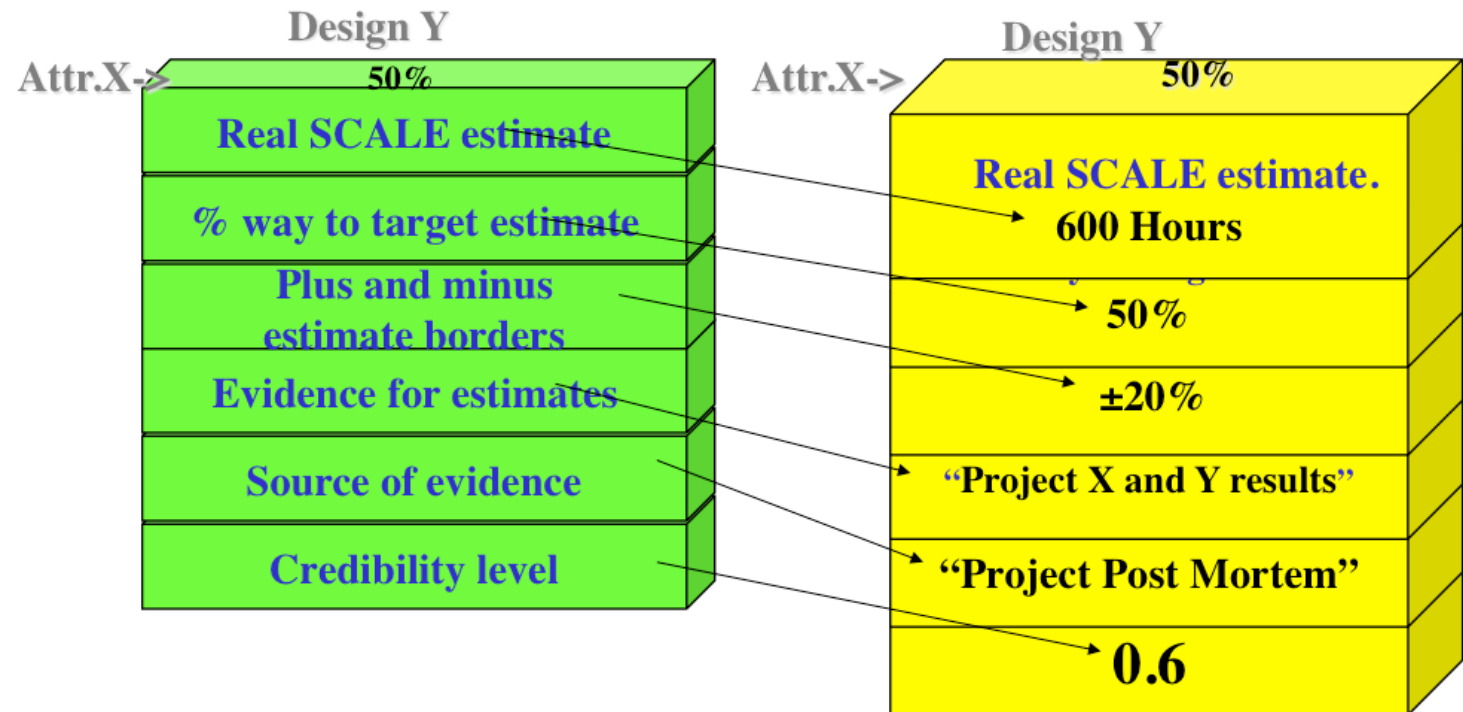 Design Y
Attr.X->
50%
Real SCALE estimate
% way to target estimate
Plus and minus
estimate borders
Evidence for estimates
Source of evidence
Credibility level
Design Y
Attr.X->
50%
Real SCALE estimate.
600 Hours
50%
±20%
“Project X and Y results”
“Project Post Mortem”
0.6